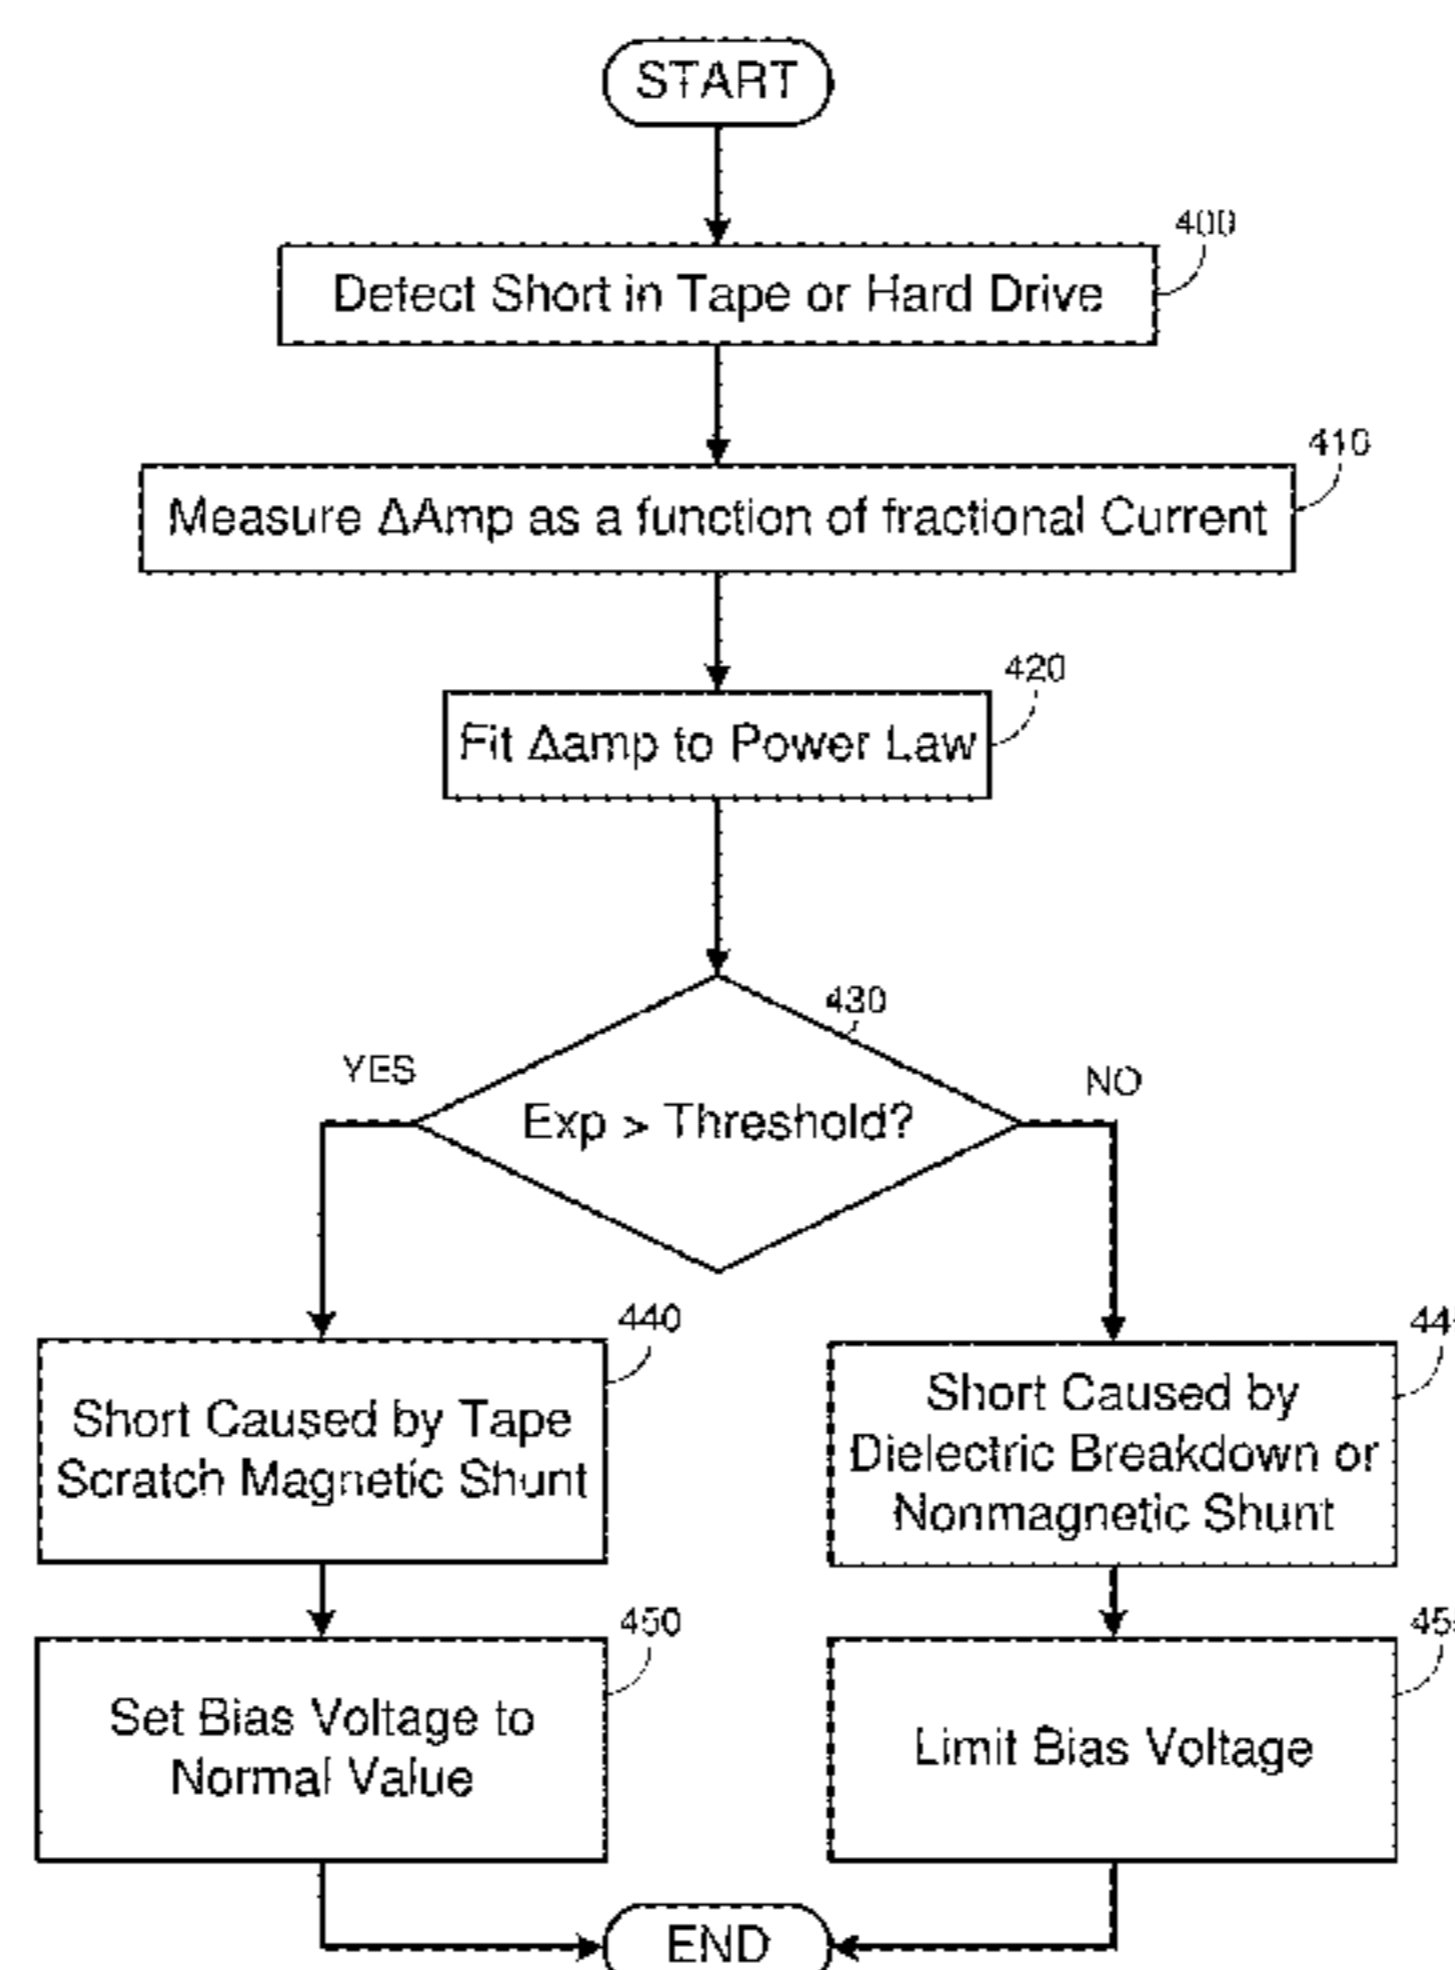 START
400
Detect Short in Tape or Hard Drive
410
Measure ΔAmp as a function of fractional Current
420
Fit Δamp to Power Law
430
YES
NO
Exp > Threshold?
440
Short Caused by Tape
Scratch Magnetic Shunt
Short Caused by
Dielectric Breakdown or
Nonmagnetic Shunt
450
Set Bias Voltage to
Normal Value
Limit Bias Voltage
END